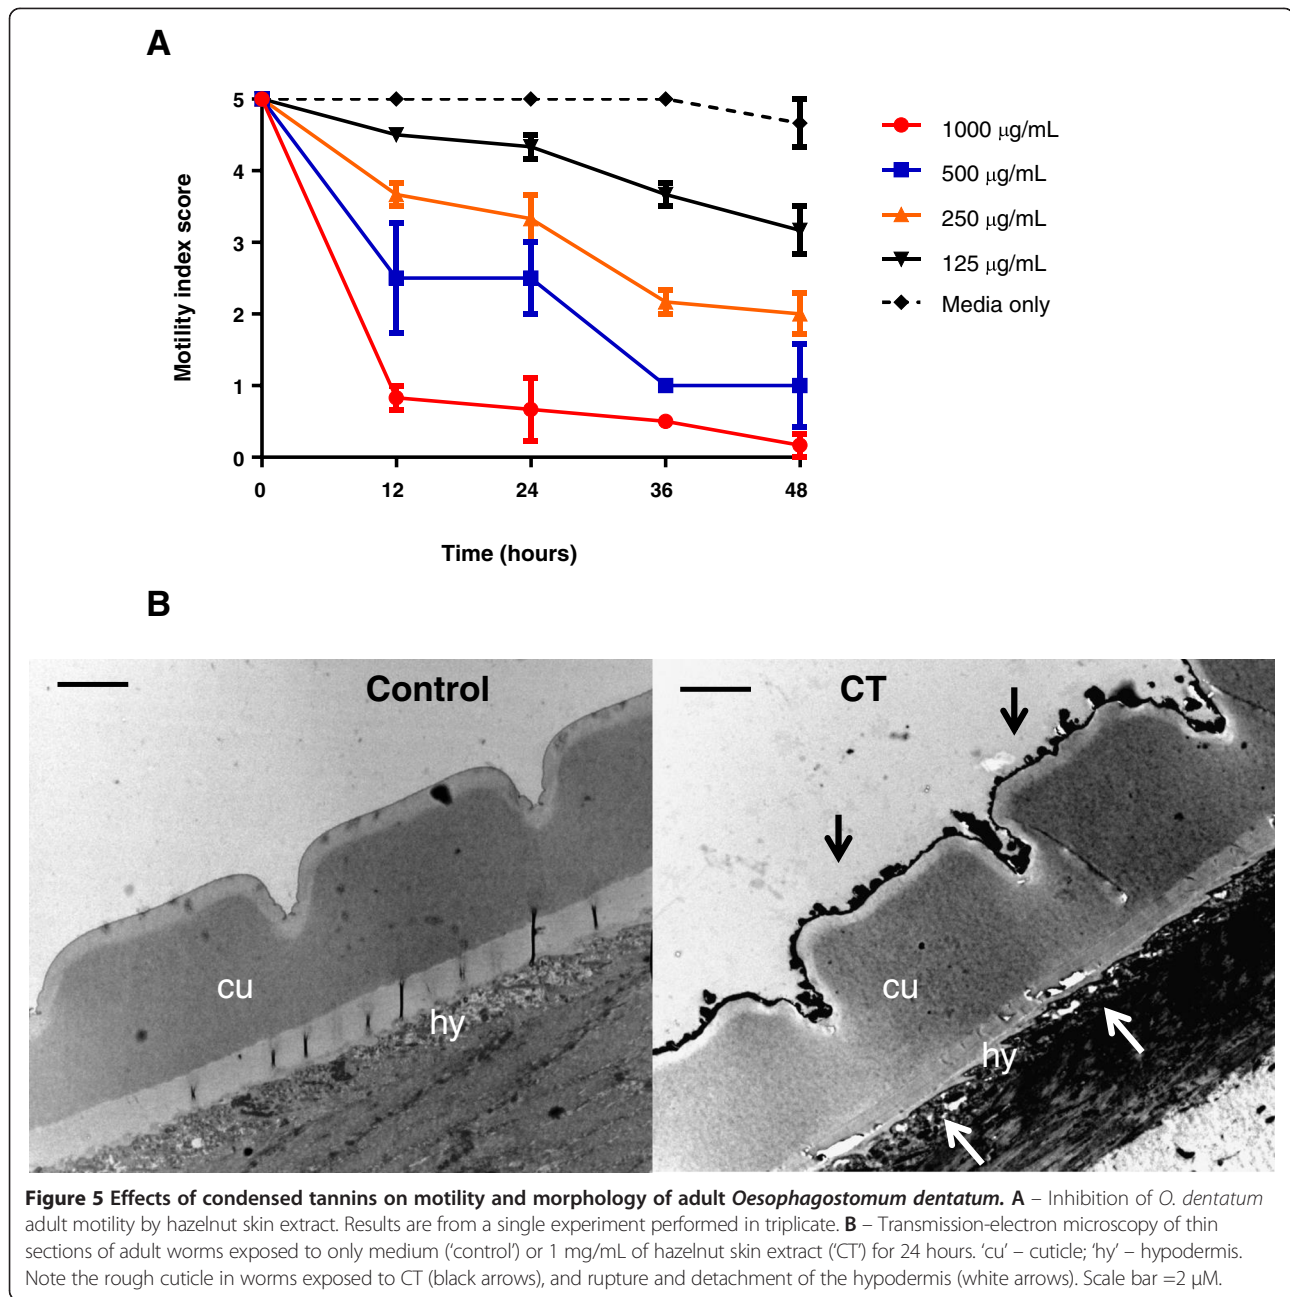 A
5
4
3
2
1
0
Motility index score
0 12 24 36 48
Time (hours)
1000 μg/mL
500 μg/mL
250 μg/mL
125 μg/mL
Media only
B
Control
cu
hy
CT
cu
hy
Figure 5 Effects of condensed tannins on motility and morphology of adult Oesophagostomum dentatum. A – Inhibition of O. dentatum
adult motility by hazelnut skin extract. Results are from a single experiment performed in triplicate. B – Transmission-electron microscopy of thin
sections of adult worms exposed to only medium (‘control’) or 1 mg/mL of hazelnut skin extract (‘CT’) for 24 hours. ‘cu’ – cuticle; ‘hy’ – hypodermis.
Note the rough cuticle in worms exposed to CT (black arrows), and rupture and detachment of the hypodermis (white arrows). Scale bar =2 μM.